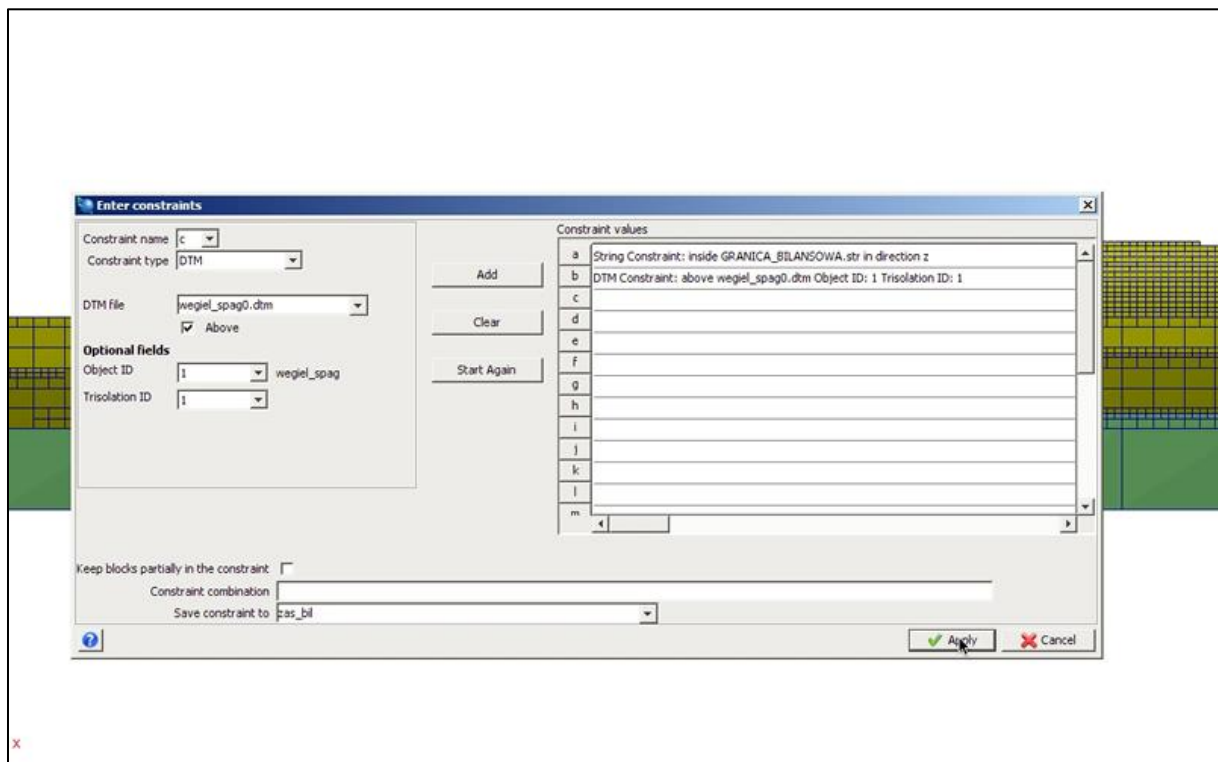 Enter constraints
Constraint name c
Constraint type DTM
DTM file wegiel_spag0.dtm
Above
Optional fields
Object ID 1 wegiel_spag
Trisolation ID 1
Add
Clear
Start Again
Constraint values
a String Constraint: inside GRANICA_BILANSOWA.str in direction z
b DTM Constraint: above wegiel_spag0.dtm Object ID: 1 Trisolation ID: 1
c
d
e
f
g
h
i
j
k
l
m
Keep blocks partially in the constraint
Constraint combination
Save constraint to zas_bil
? Apply Cancel
x